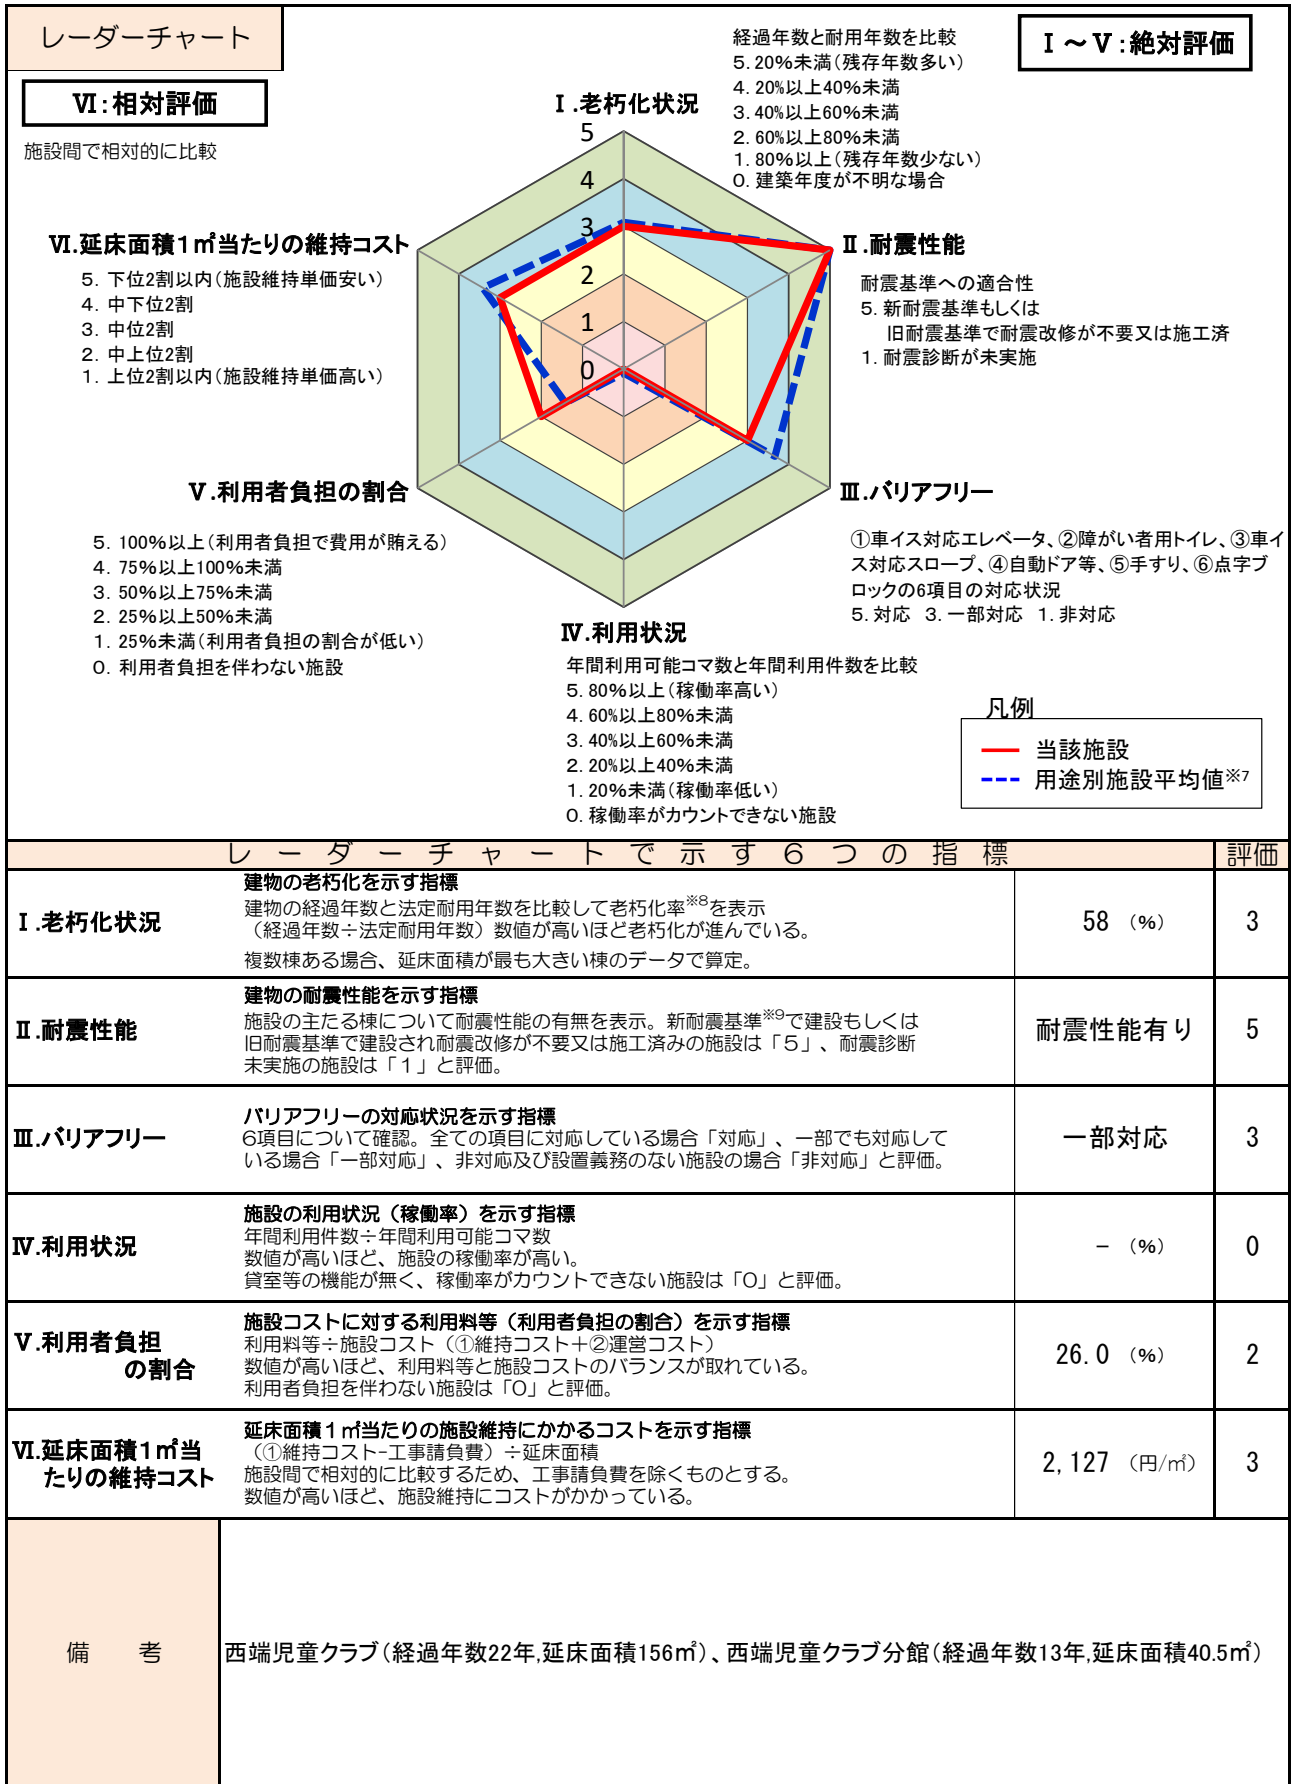 レーダーチャート
Ⅰ～Ⅴ:絶対評価
Ⅵ:相対評価
施設間で相対的に比較
経過年数と耐用年数を比較
5. 20%未満(残存年数多い)
4. 20%以上40%未満
3. 40%以上60%未満
2. 60%以上80%未満
1. 80%以上(残存年数少ない)
0. 建築年度が不明な場合
Ⅰ.老朽化状況
5
4
3
2
1
0
Ⅱ.耐震性能
耐震基準への適合性
5. 新耐震基準もしくは
旧耐震基準で耐震改修が不要又は施工済
1. 耐震診断が未実施
Ⅵ.延床面積1㎡当たりの維持コスト
5. 下位2割以内(施設維持単価安い)
4. 中下位2割
3. 中位2割
2. 中上位2割
1. 上位2割以内(施設維持単価高い)
Ⅲ.バリアフリー
①車イス対応エレベータ、②障がい者用トイレ、③車イ
ス対応スロープ、④自動ドア等、⑤手すり、⑥点字ブ
ロックの6項目の対応状況
5. 対応 3. 一部対応 1. 非対応
Ⅴ.利用者負担の割合
5. 100%以上(利用者負担で費用が賄える)
4. 75%以上100%未満
3. 50%以上75%未満
2. 25%以上50%未満
1. 25%未満(利用者負担の割合が低い)
0. 利用者負担を伴わない施設
Ⅳ.利用状況
年間利用可能コマ数と年間利用件数を比較
5. 80%以上(稼働率高い)
4. 60%以上80%未満
3. 40%以上60%未満
2. 20%以上40%未満
1. 20%未満(稼働率低い)
0. 稼働率がカウントできない施設
凡例
当該施設
用途別施設平均値※7
レーダーチャートで示す6つの指標 評価
Ⅰ.老朽化状況
建物の老朽化を示す指標
建物の経過年数と法定耐用年数を比較して老朽化率※8を表示
(経過年数÷法定耐用年数)数値が高いほど老朽化が進んでいる。
複数棟ある場合、延床面積が最も大きい棟のデータで算定。
58 (%) 3
Ⅱ.耐震性能
建物の耐震性能を示す指標
施設の主たる棟について耐震性能の有無を表示。新耐震基準※9で建設もしくは
旧耐震基準で建設され耐震改修が不要又は施工済みの施設は「5」、耐震診断
未実施の施設は「1」と評価。
耐震性能有り 5
Ⅲ.バリアフリー
バリアフリーの対応状況を示す指標
6項目について確認。全ての項目に対応している場合「対応」、一部でも対応して
いる場合「一部対応」、非対応及び設置義務のない施設の場合「非対応」と評価。
一部対応 3
Ⅳ.利用状況
施設の利用状況(稼働率)を示す指標
年間利用件数÷年間利用可能コマ数
数値が高いほど、施設の稼働率が高い。
貸室等の機能が無く、稼働率がカウントできない施設は「0」と評価。
- (%) 0
Ⅴ.利用者負担
の割合
施設コストに対する利用料等(利用者負担の割合)を示す指標
利用料等÷施設コスト(①維持コスト+②運営コスト)
数値が高いほど、利用料等と施設コストのバランスが取れている。
利用者負担を伴わない施設は「0」と評価。
26.0 (%) 2
Ⅵ.延床面積1㎡当
たりの維持コスト
延床面積1㎡当たりの施設維持にかかるコストを示す指標
(①維持コスト-工事請負費)÷延床面積
施設間で相対的に比較するため、工事請負費を除くものとする。
数値が高いほど、施設維持にコストがかかっている。
2,127 (円/㎡) 3
備 考
西端児童クラブ(経過年数22年,延床面積156㎡)、西端児童クラブ分館(経過年数13年,延床面積40.5㎡)